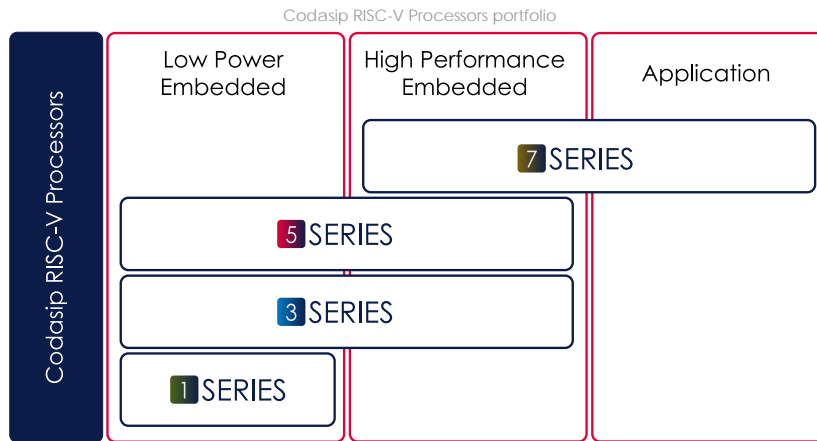 Codasip RISC-V Processors portfolio
Codasip RISC-V Processors
Low Power
Embedded
High Performance
Embedded
Application
7 SERIES
5 SERIES
3 SERIES
1 SERIES